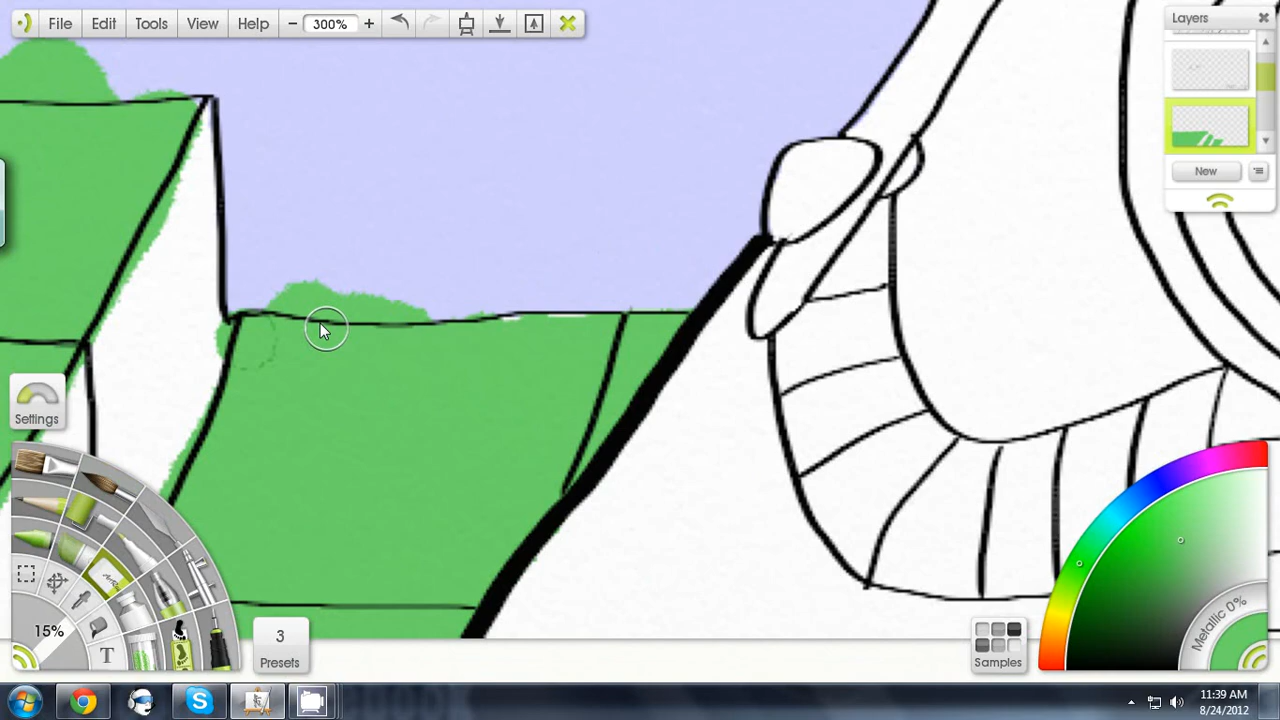 File Edit Tools View Help − 300% +
Layers
New
Settings
15%
T
3
Presets
Samples
Metallic 0%
11:39 AM
8/24/2012